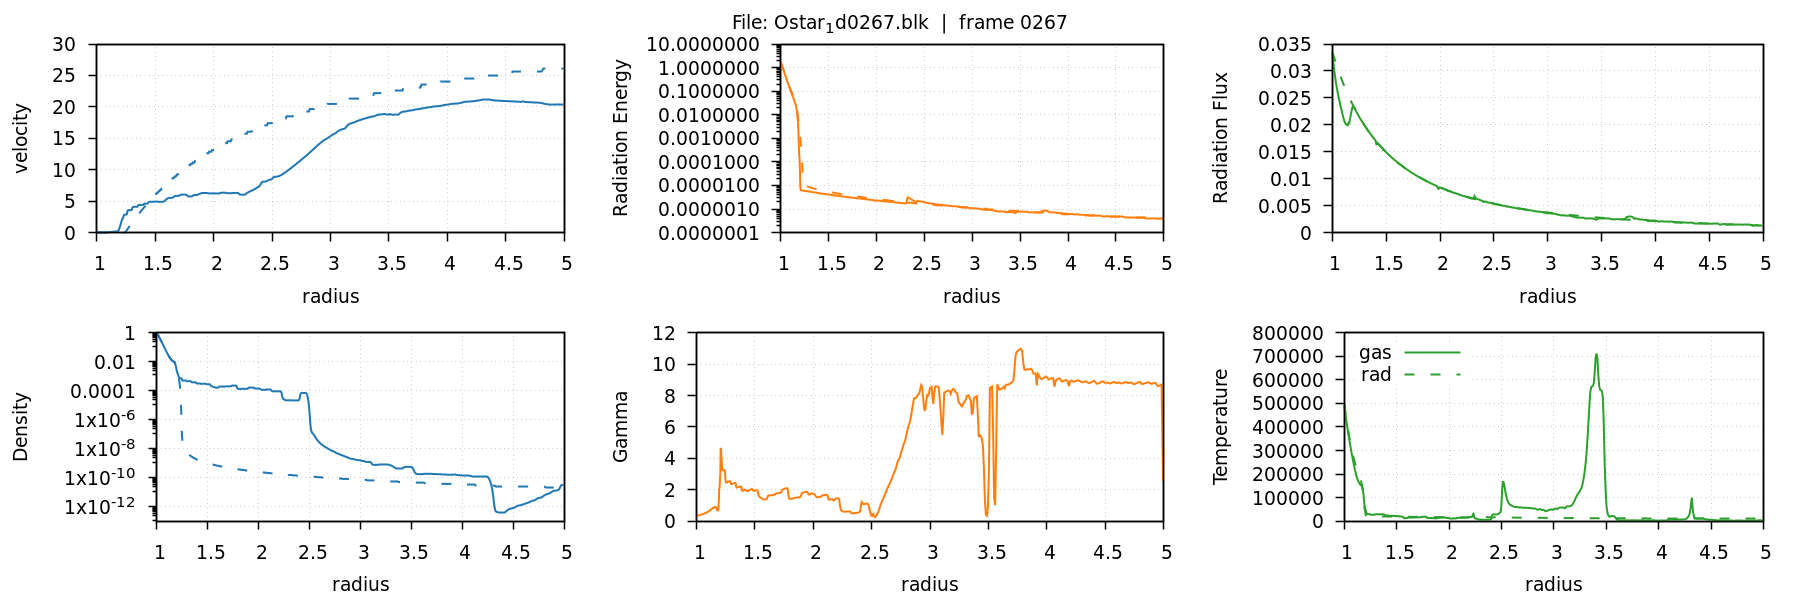 File: Ostar₁d0267.blk | frame 0267
velocity
30
25
20
15
10
5
0
1 1.5 2 2.5 3 3.5 4 4.5 5
radius
Radiation Energy
10.0000000
1.0000000
0.1000000
0.0100000
0.0010000
0.0001000
0.0000100
0.0000010
0.0000001
1 1.5 2 2.5 3 3.5 4 4.5 5
radius
Radiation Flux
0.035
0.03
0.025
0.02
0.015
0.01
0.005
0
1 1.5 2 2.5 3 3.5 4 4.5 5
radius
Density
1
0.01
0.0001
1x10⁻⁶
1x10⁻⁸
1x10⁻¹⁰
1x10⁻¹²
1 1.5 2 2.5 3 3.5 4 4.5 5
radius
Gamma
12
10
8
6
4
2
0
1 1.5 2 2.5 3 3.5 4 4.5 5
radius
Temperature
800000
700000
600000
500000
400000
300000
200000
100000
0
gas
rad
1 1.5 2 2.5 3 3.5 4 4.5 5
radius